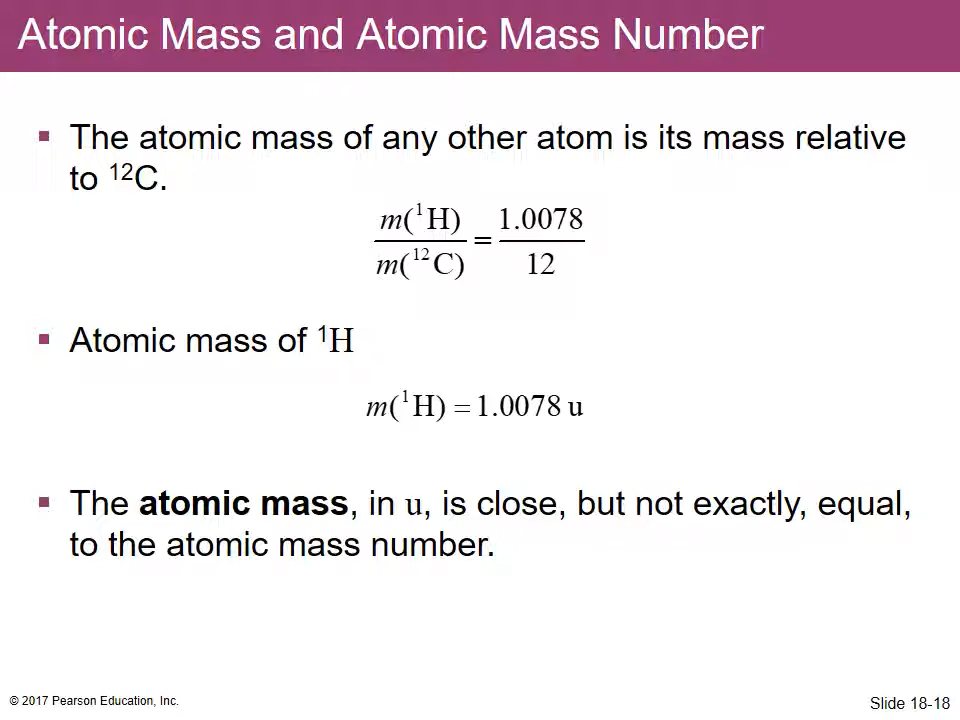 Atomic Mass and Atomic Mass Number
▪ The atomic mass of any other atom is its mass relative
to ¹²C.
m(¹H) / m(¹²C) = 1.0078 / 12
▪ Atomic mass of ¹H
m(¹H) = 1.0078 u
▪ The atomic mass, in u, is close, but not exactly, equal,
to the atomic mass number.
© 2017 Pearson Education, Inc.
Slide 18-18